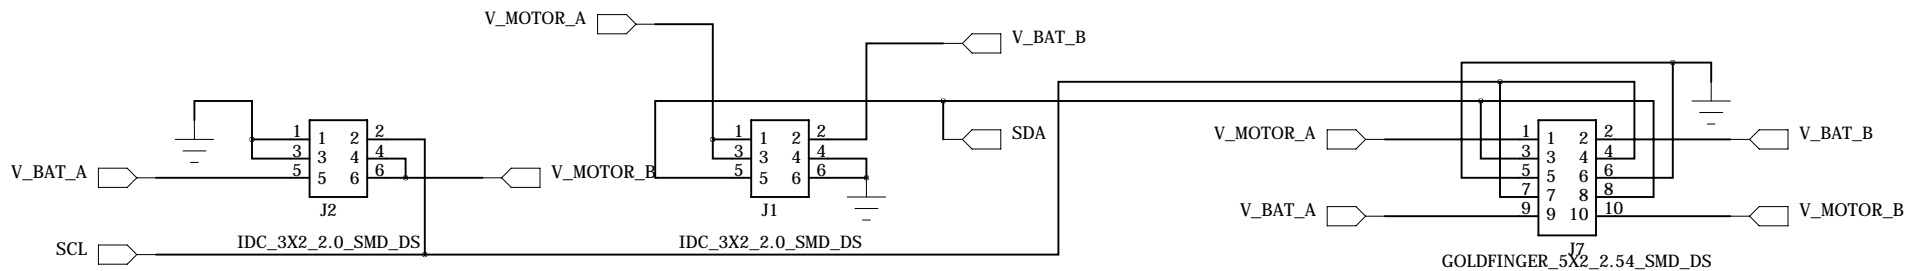 V_MOTOR_A
V_BAT_B
1 1 2 2
3 3 4 4
5 5 6 6
V_BAT_A
J2
IDC_3X2_2.0_SMD_DS
V_MOTOR_B
SCL
1 1 2 2
3 3 4 4
5 5 6 6
J1
IDC_3X2_2.0_SMD_DS
SDA
V_MOTOR_A
V_BAT_B
1 1 2 2
3 3 4 4
5 5 6 6
7 7 8 8
9 9 10 10
V_BAT_A
V_MOTOR_B
J7
GOLDFINGER_5X2_2.54_SMD_DS